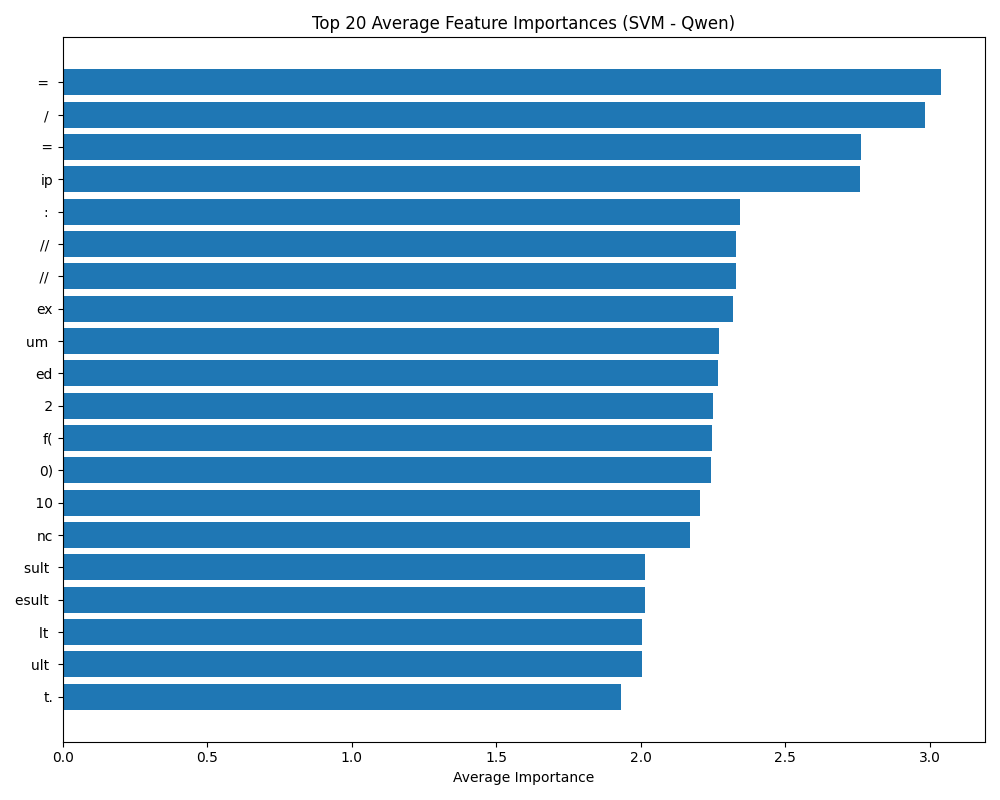 Top 20 Average Feature Importances (SVM - Qwen)
=
/
=
ip
:
//
//
ex
um
ed
2
f(
0)
10
nc
sult
esult
lt
ult
t.
0.0 0.5 1.0 1.5 2.0 2.5 3.0
Average Importance